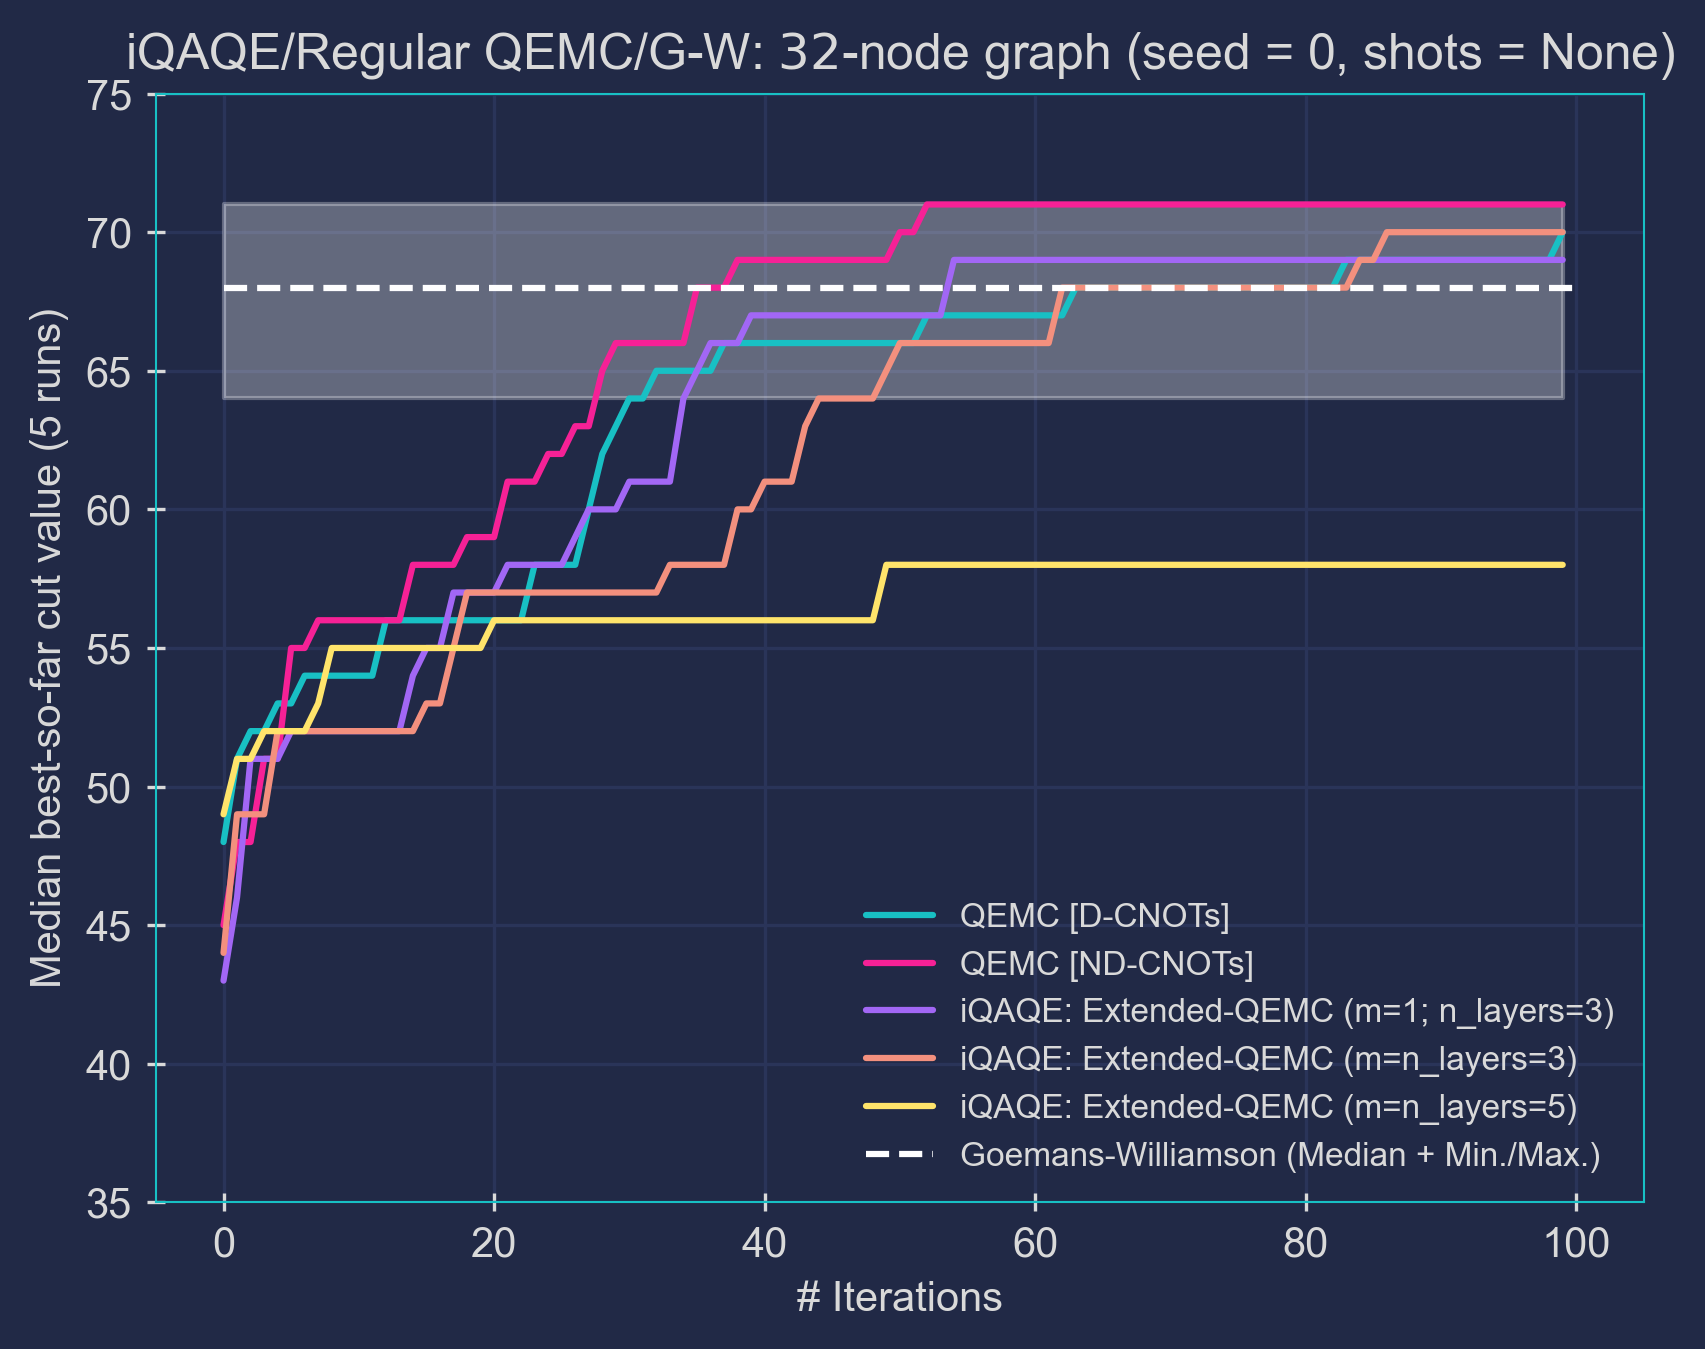 iQAQE/Regular QEMC/G-W: 32-node graph (seed = 0, shots = None)
Median best-so-far cut value (5 runs)
75
70
65
60
55
50
45
40
35
QEMC [D-CNOTs]
QEMC [ND-CNOTs]
iQAQE: Extended-QEMC (m=1; n_layers=3)
iQAQE: Extended-QEMC (m=n_layers=3)
iQAQE: Extended-QEMC (m=n_layers=5)
Goemans-Williamson (Median + Min./Max.)
0 20 40 60 80 100
# Iterations